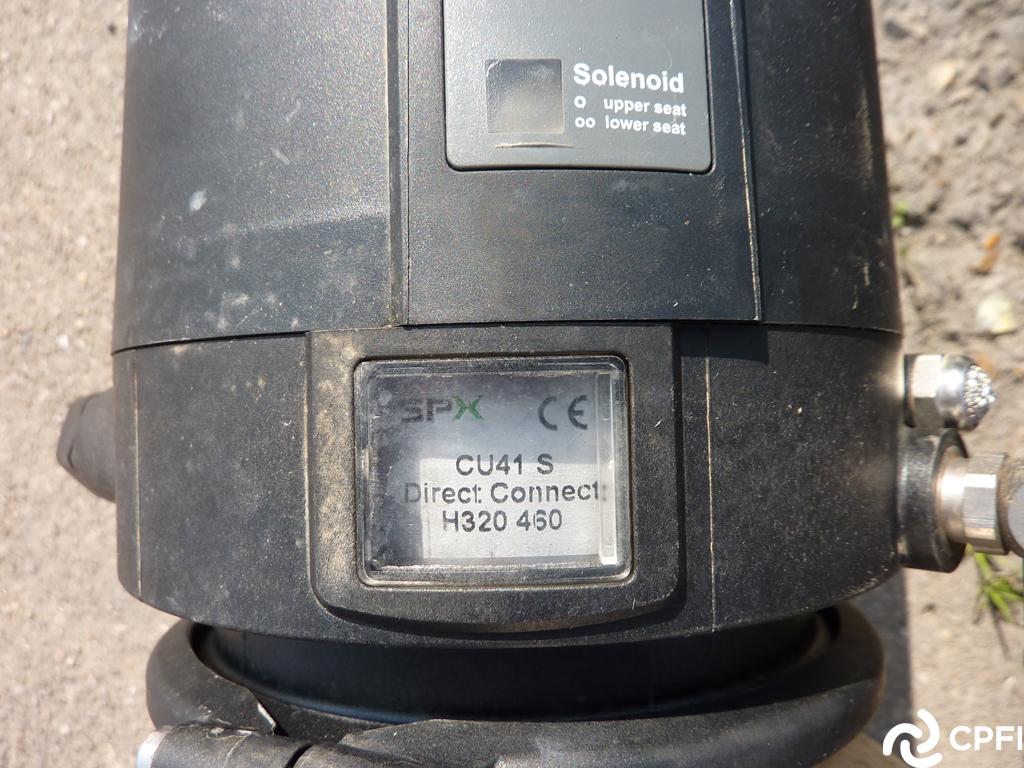 Solenoid
o upper seat
oo lower seat
SPX CE
CU41 S
Direct Connect
H320 460
CPFI